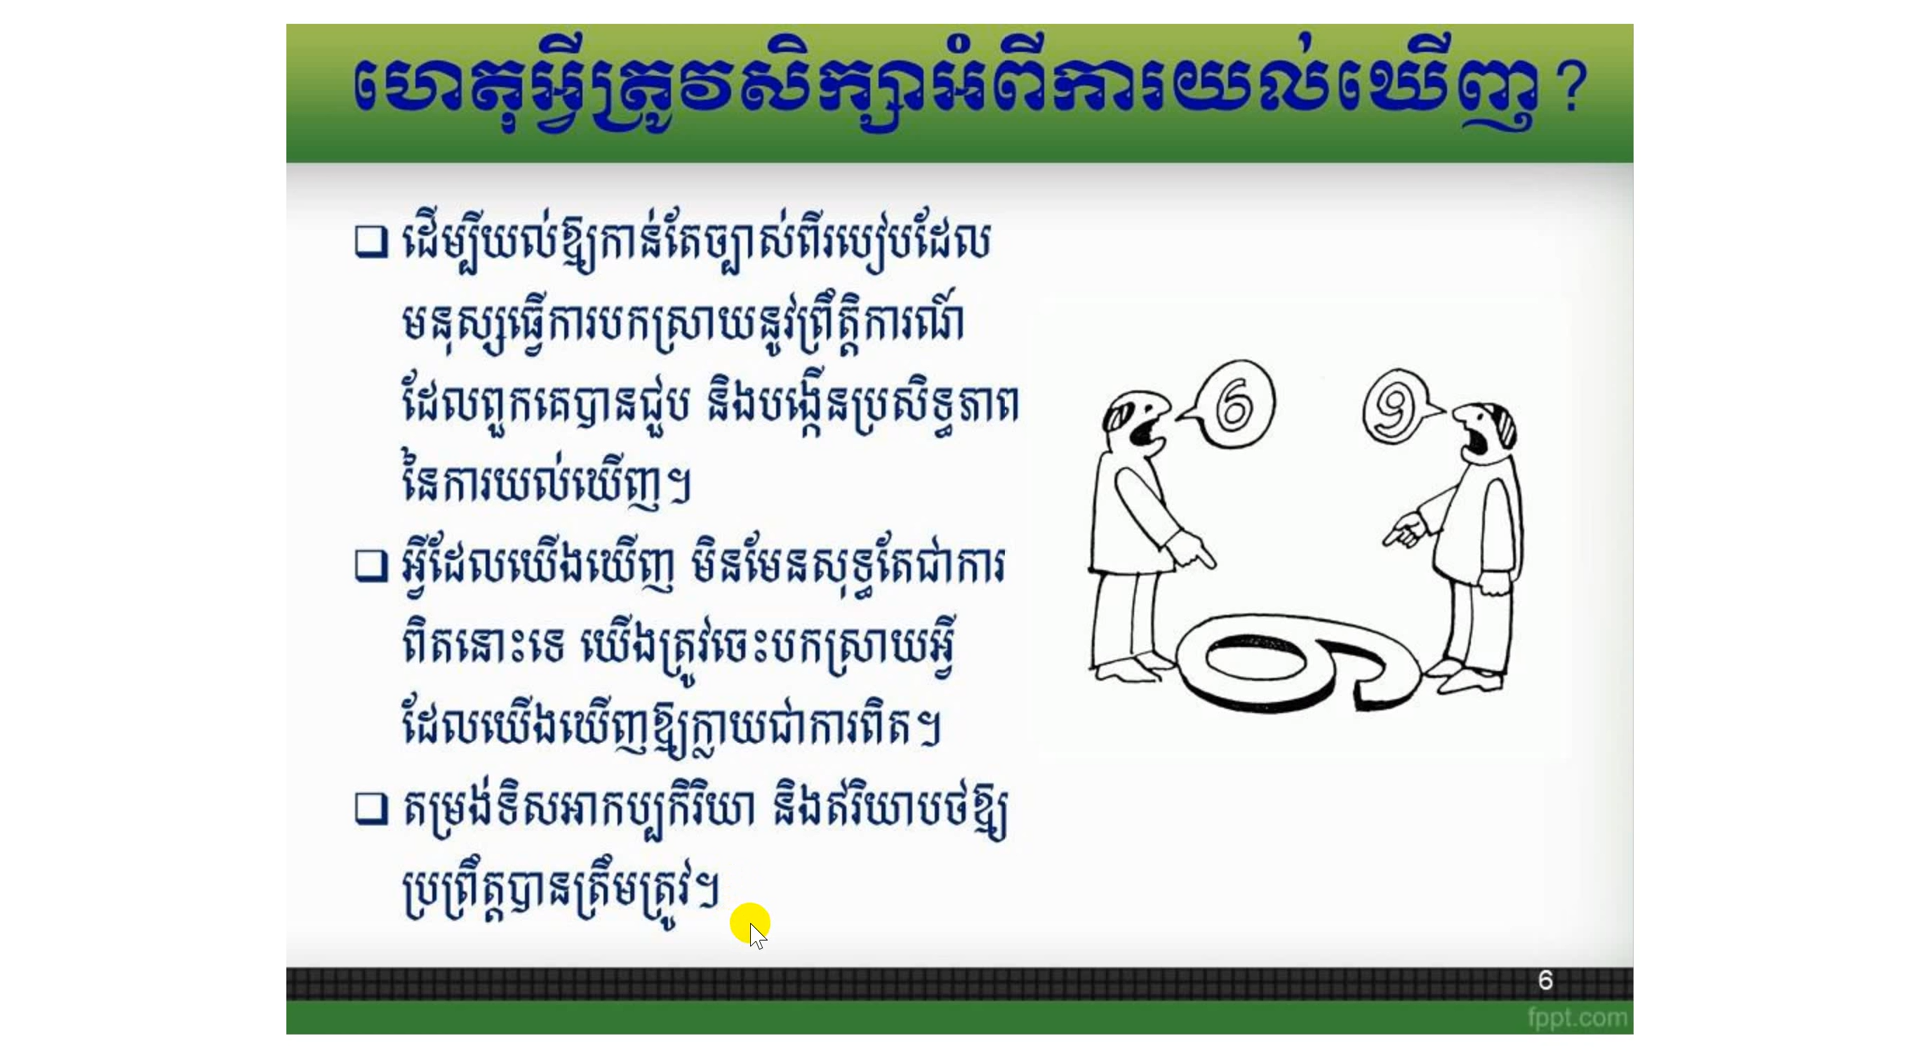 ហេតុអ្វីត្រូវសិក្សាអំពីការយល់ឃើញ?
ដើម្បីយល់ឱ្យកាន់តែច្បាស់ពីរបៀបដែល
មនុស្សធ្វើការបកស្រាយនូវព្រឹត្តិការណ៍
ដែលពួកគេបានជួប និងបង្កើនប្រសិទ្ធភាព
នៃការយល់ឃើញ។
អ្វីដែលយើងឃើញ មិនមែនសុទ្ធតែជាការ
ពិតនោះទេ យើងត្រូវចេះបកស្រាយអ្វី
ដែលយើងឃើញឱ្យក្លាយជាការពិត។
តម្រង់ទិសអាកប្បកិរិយា និងឥរិយាបថឱ្យ
ប្រព្រឹត្តបានត្រឹមត្រូវ។
6
9
6
6
fppt.com